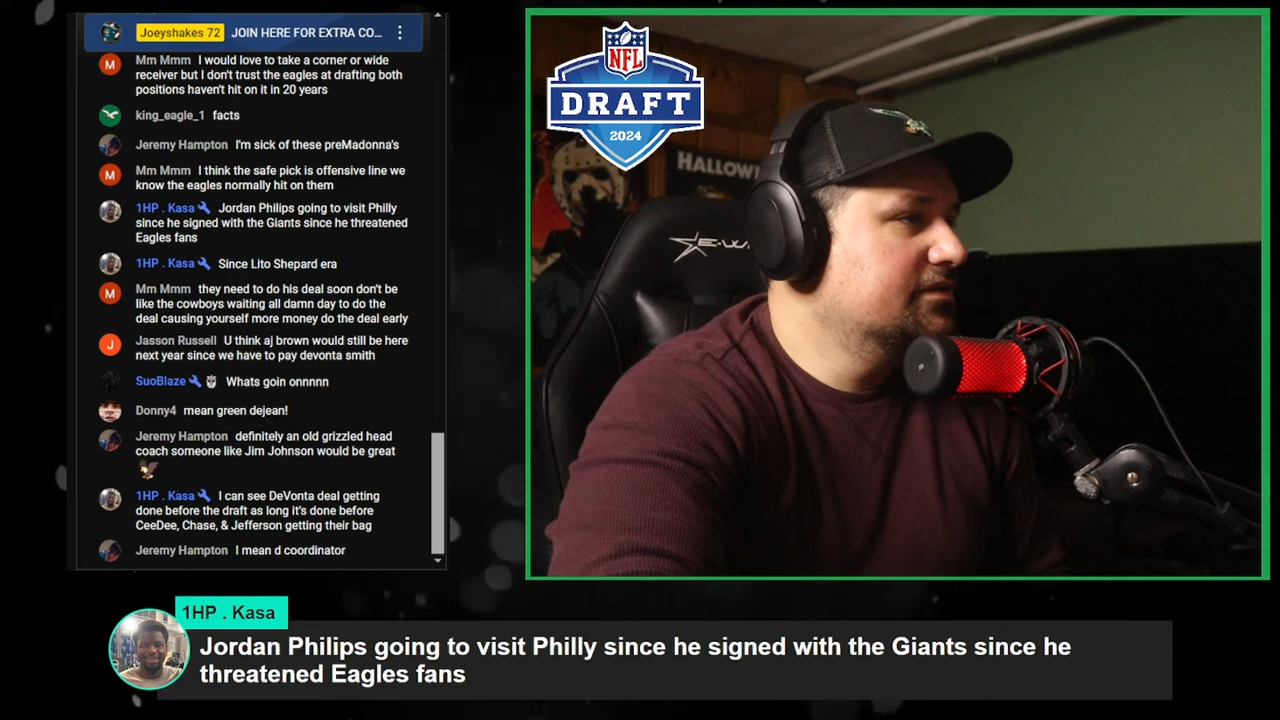 Joeyshakes 72 JOIN HERE FOR EXTRA CO...
Mm Mmm I would love to take a corner or wide
receiver but I don't trust the eagles at drafting both
positions haven't hit on it in 20 years
king_eagle_1 facts
Jeremy Hampton I'm sick of these preMadonna's
Mm Mmm I think the safe pick is offensive line we
know the eagles normally hit on them
1HP . Kasa Jordan Philips going to visit Philly
since he signed with the Giants since he threatened
Eagles fans
1HP . Kasa Since Lito Shepard era
Mm Mmm they need to do his deal soon don't be
like the cowboys waiting all damn day to do the
deal causing yourself more money do the deal early
Jasson Russell U think aj brown would still be here
next year since we have to pay devonta smith
SuoBlaze Whats goin onnnnn
Donny4 mean green dejean!
Jeremy Hampton definitely an old grizzled head
coach someone like Jim Johnson would be great
1HP . Kasa I can see DeVonta deal getting
done before the draft as long it's done before
CeeDee, Chase, & Jefferson getting their bag
Jeremy Hampton I mean d coordinator
M
M
M
J
NFL
DRAFT
2024
HALLOW
E-W
1HP . Kasa
Jordan Philips going to visit Philly since he signed with the Giants since he
threatened Eagles fans